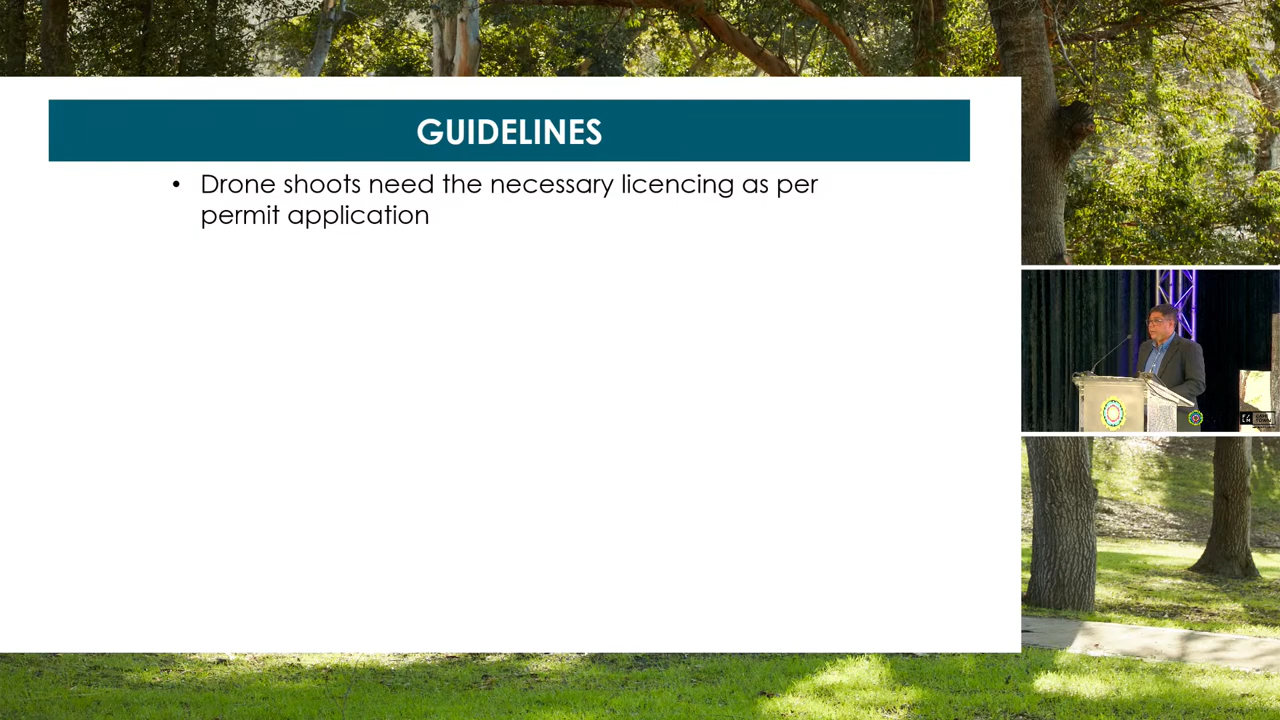 GUIDELINES
• Drone shoots need the necessary licencing as per
permit application